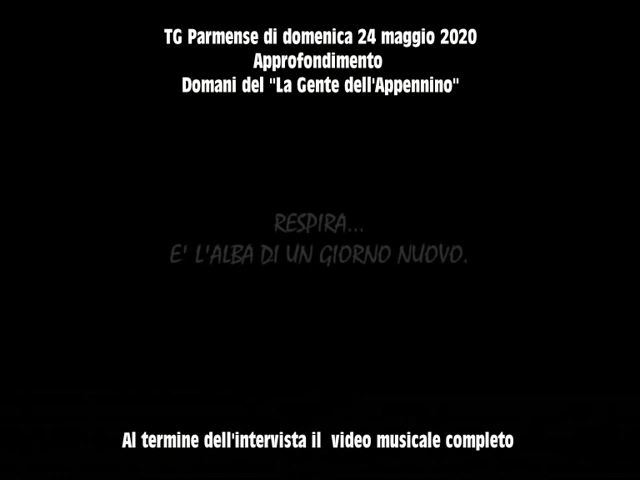 TG Parmense di domenica 24 maggio 2020
Approfondimento
Domani del "La Gente dell'Appennino"
RESPIRA...
E' L'ALBA DI UN GIORNO NUOVO.
Al termine dell'intervista il  video musicale completo